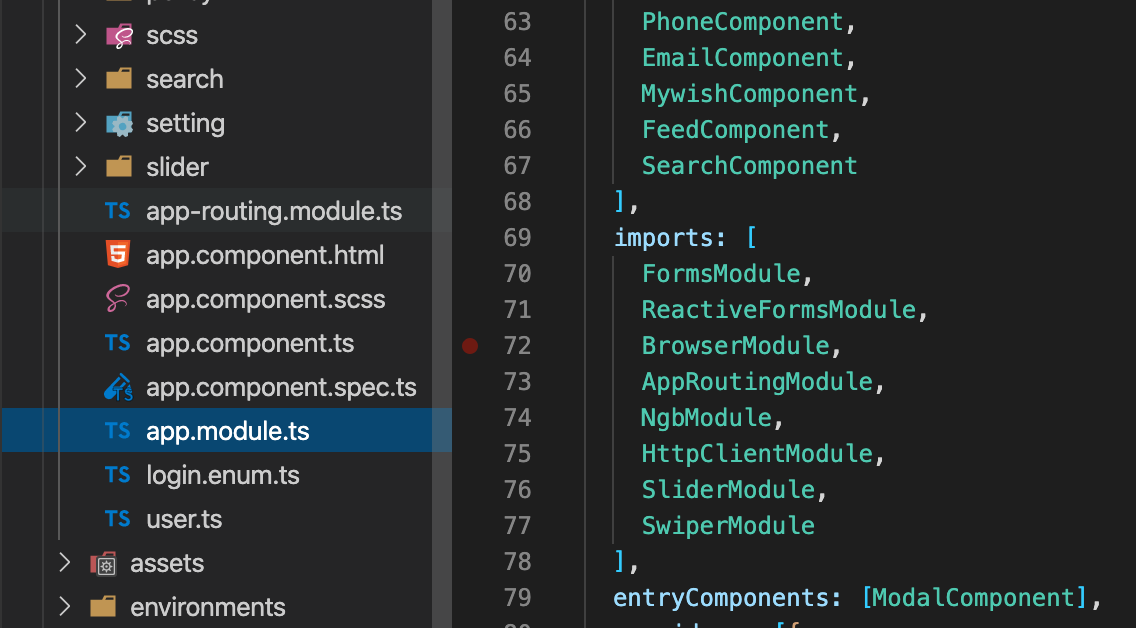 scss
search
setting
slider
TS app-routing.module.ts
5 app.component.html
app.component.scss
TS app.component.ts
TS app.component.spec.ts
TS app.module.ts
TS login.enum.ts
TS user.ts
assets
environments
63 PhoneComponent,
64 EmailComponent,
65 MywishComponent,
66 FeedComponent,
67 SearchComponent
68 ],
69 imports: [
70 FormsModule,
71 ReactiveFormsModule,
72 BrowserModule,
73 AppRoutingModule,
74 NgbModule,
75 HttpClientModule,
76 SliderModule,
77 SwiperModule
78 ],
79 entryComponents: [ModalComponent],